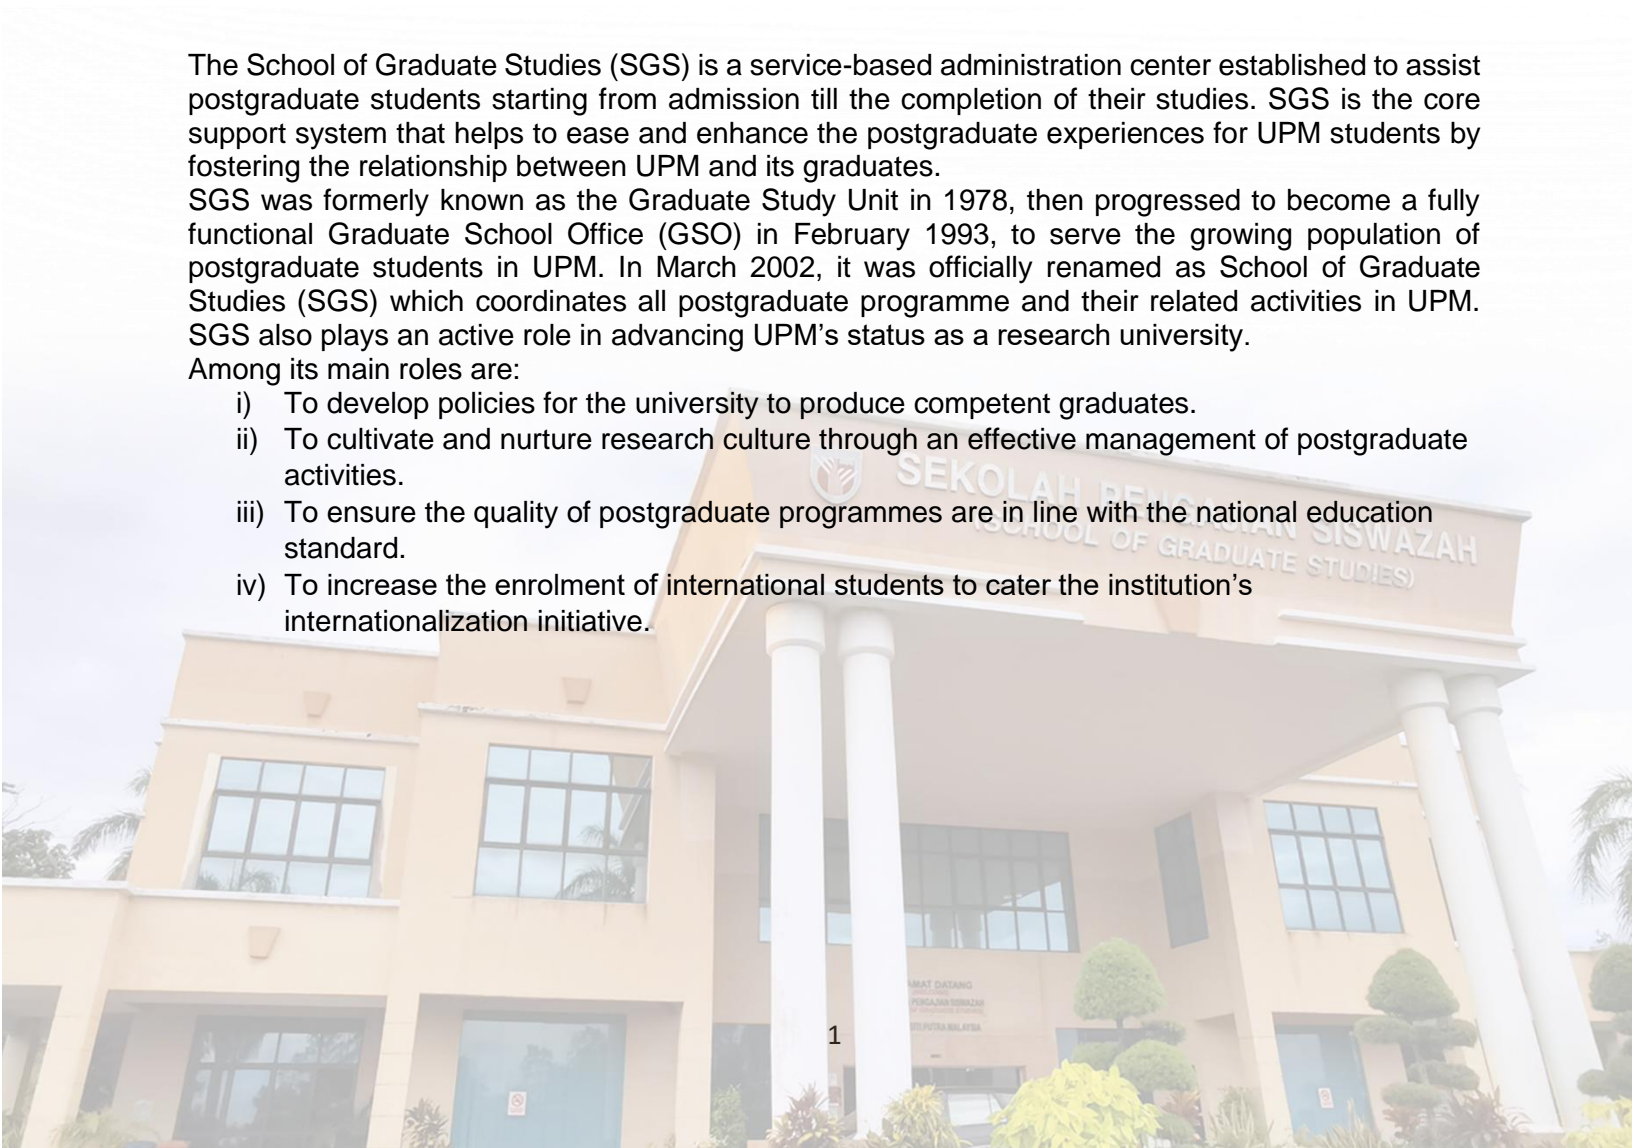 The School of Graduate Studies (SGS) is a service-based administration center established to assist
postgraduate students starting from admission till the completion of their studies. SGS is the core
support system that helps to ease and enhance the postgraduate experiences for UPM students by
fostering the relationship between UPM and its graduates.
SGS was formerly known as the Graduate Study Unit in 1978, then progressed to become a fully
functional Graduate School Office (GSO) in February 1993, to serve the growing population of
postgraduate students in UPM. In March 2002, it was officially renamed as School of Graduate
Studies (SGS) which coordinates all postgraduate programme and their related activities in UPM.
SGS also plays an active role in advancing UPM’s status as a research university.
Among its main roles are:
i) To develop policies for the university to produce competent graduates.
ii) To cultivate and nurture research culture through an effective management of postgraduate
activities.
iii) To ensure the quality of postgraduate programmes are in line with the national education
standard.
iv) To increase the enrolment of international students to cater the institution’s
internationalization initiative.
SEKOLAH PENGAJIAN SISWAZAH
(SCHOOL OF GRADUATE STUDIES)
AMAT DATANG
PENGAJIAN SISWAZAH
PUTRA MALAYSIA
1